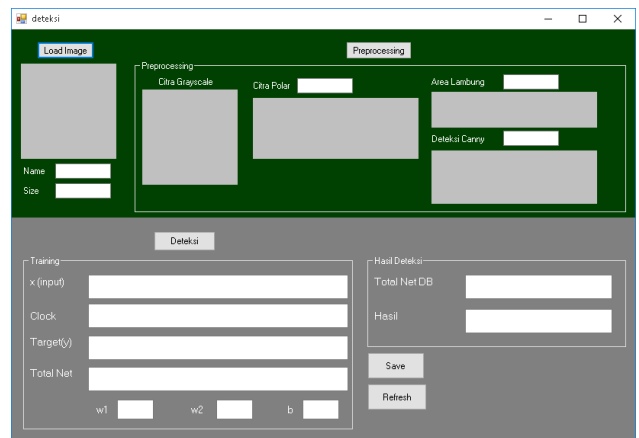 deteksi
Load Image
Preprocessing
Preprocessing
Citra Grayscale
Citra Polar
Area Lambung
Deteksi Canny
Name
Size
Deteksi
Training
x (input)
Clock
Target(y)
Total Net
w1 w2 b
Hasil Deteksi
Total Net DB
Hasil
Save
Refresh